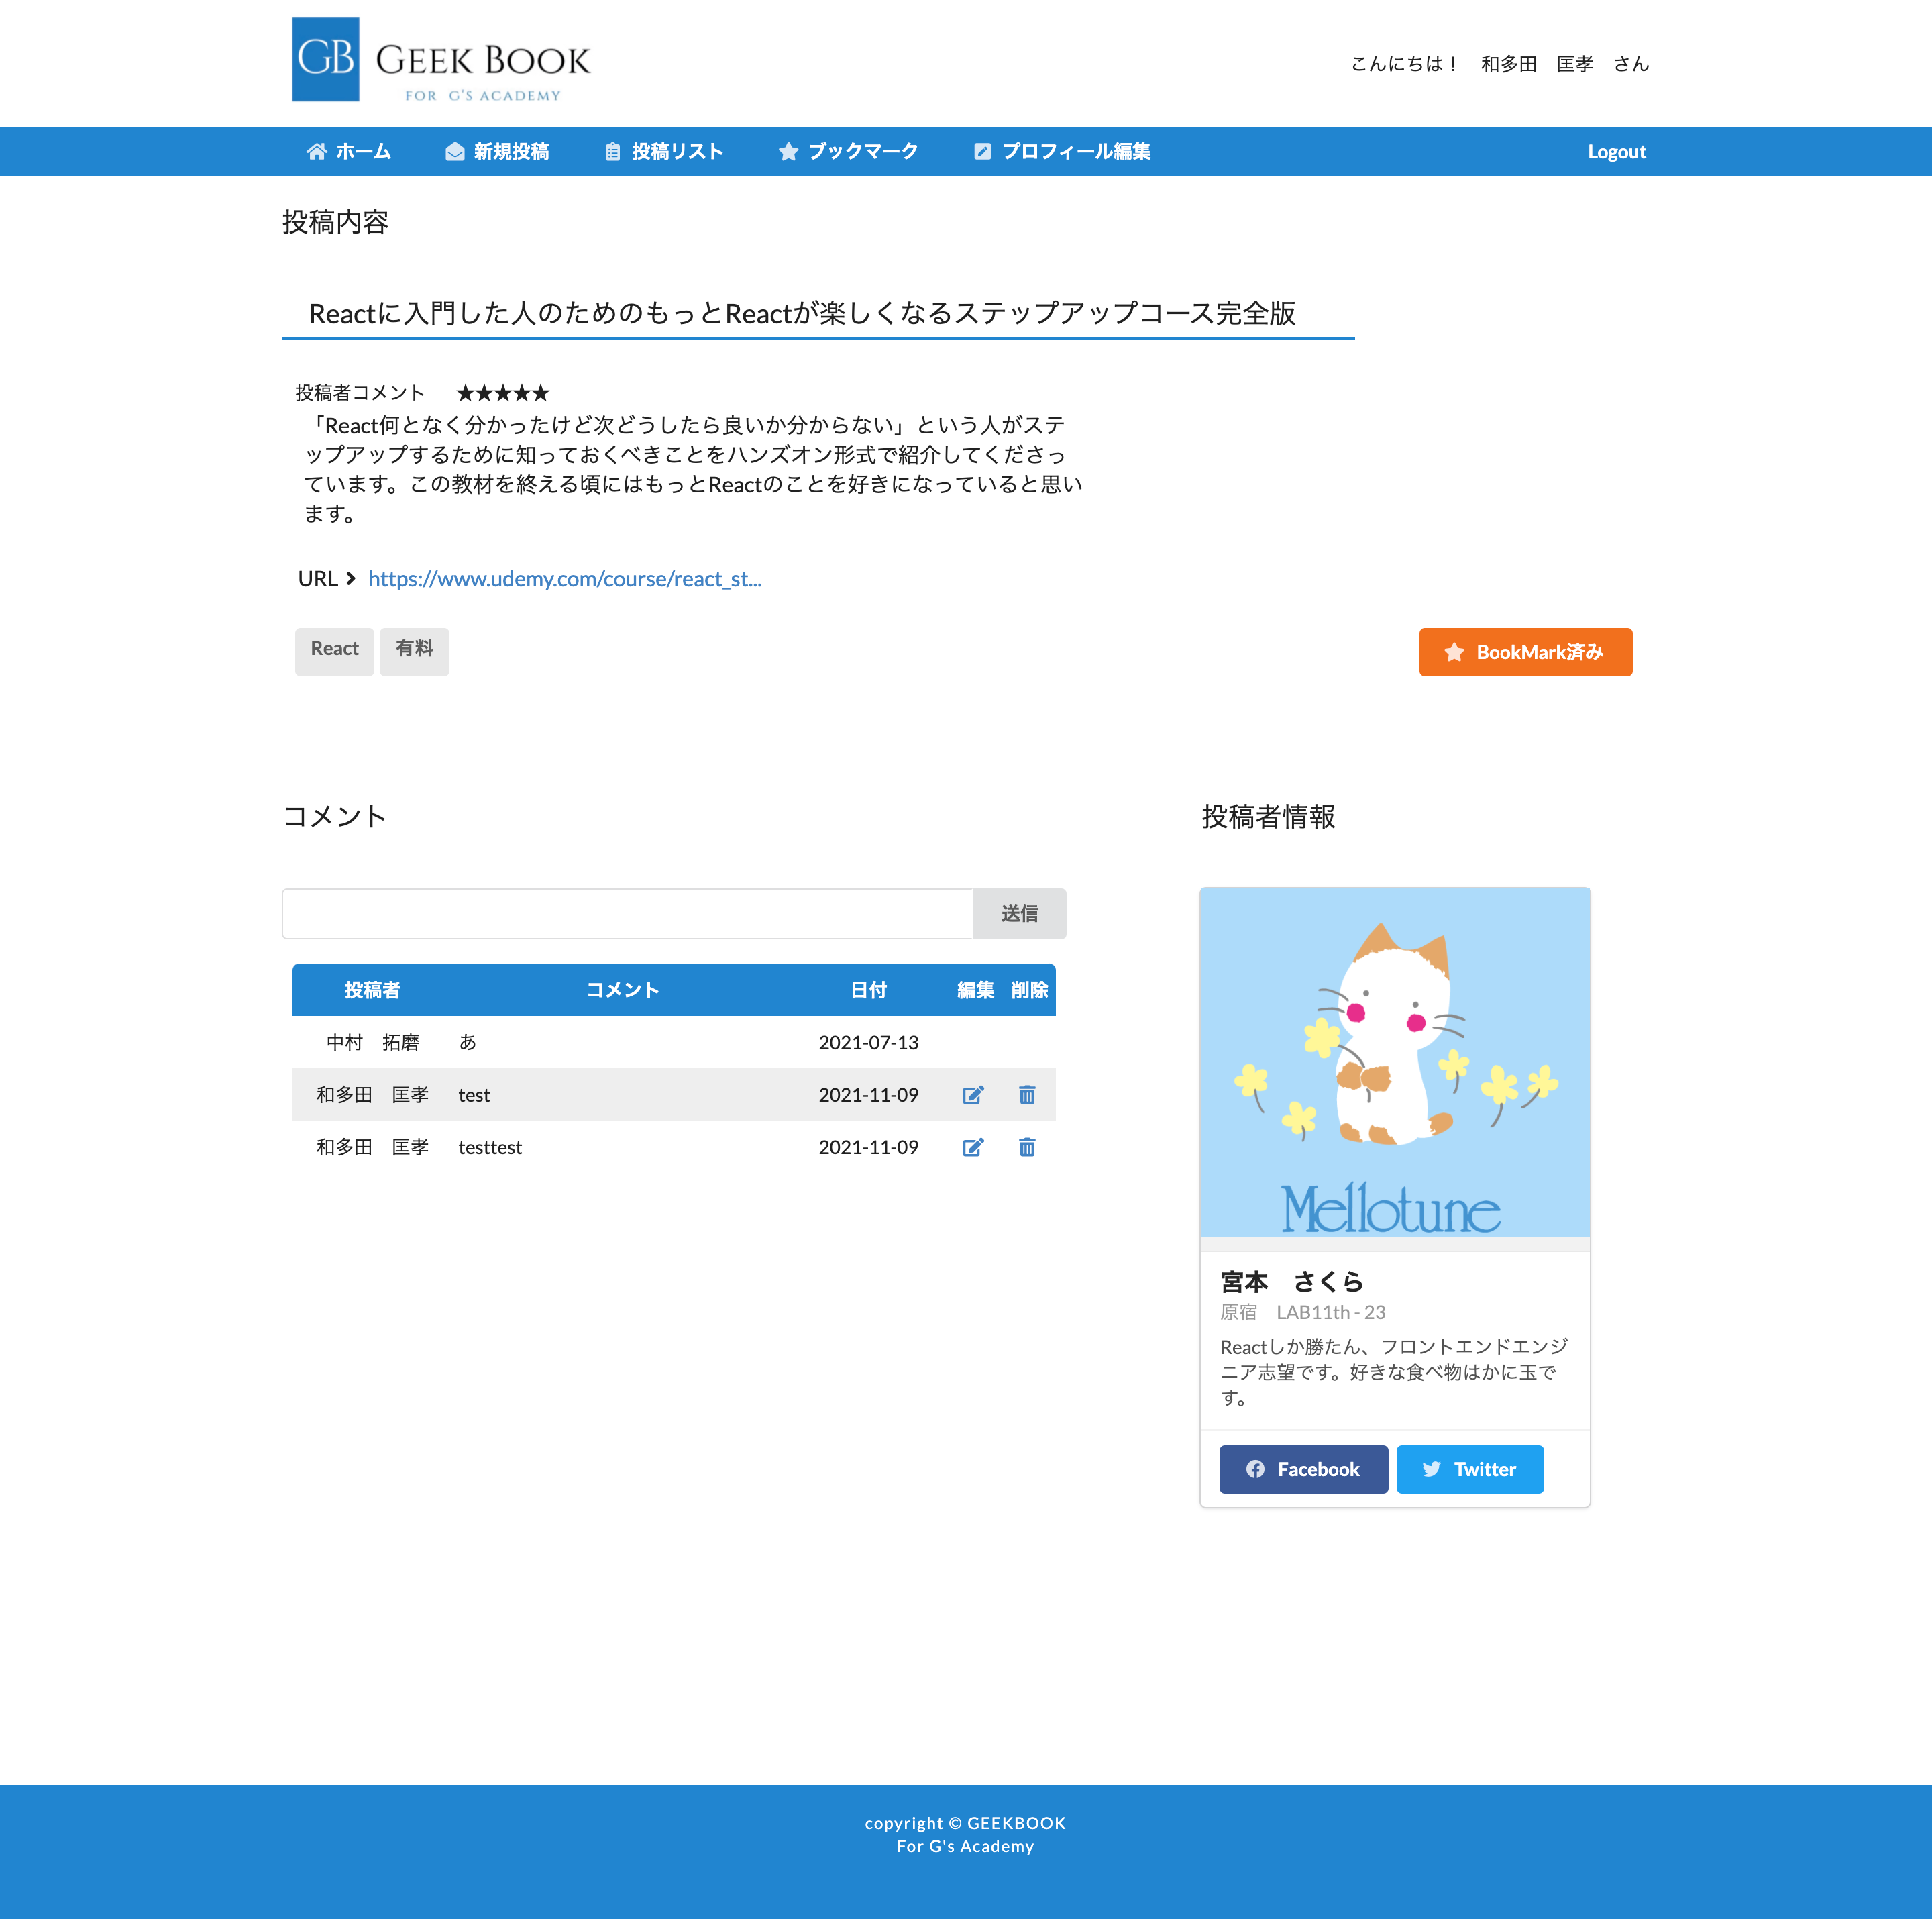 GB GEEK BOOK
FOR G'S ACADEMY
こんにちは！ 和多田　匡孝　さん
ホーム 新規投稿 投稿リスト ブックマーク プロフィール編集 Logout
投稿内容
Reactに入門した人のためのもっとReactが楽しくなるステップアップコース完全版
投稿者コメント ★★★★★
「React何となく分かったけど次どうしたら良いか分からない」という人がステ
ップアップするために知っておくべきことをハンズオン形式で紹介してくださっ
ています。この教材を終える頃にはもっとReactのことを好きになっていると思い
ます。
URL https://www.udemy.com/course/react_st...
React 有料 BookMark済み
コメント
送信
投稿者 コメント 日付 編集 削除
中村　拓磨 あ 2021-07-13
和多田　匡孝 test 2021-11-09
和多田　匡孝 testtest 2021-11-09
投稿者情報
Mellotune
宮本　さくら
原宿　LAB11th - 23
Reactしか勝たん、フロントエンドエンジ
ニア志望です。好きな食べ物はかに玉で
す。
Facebook Twitter
copyright © GEEKBOOK
For G's Academy